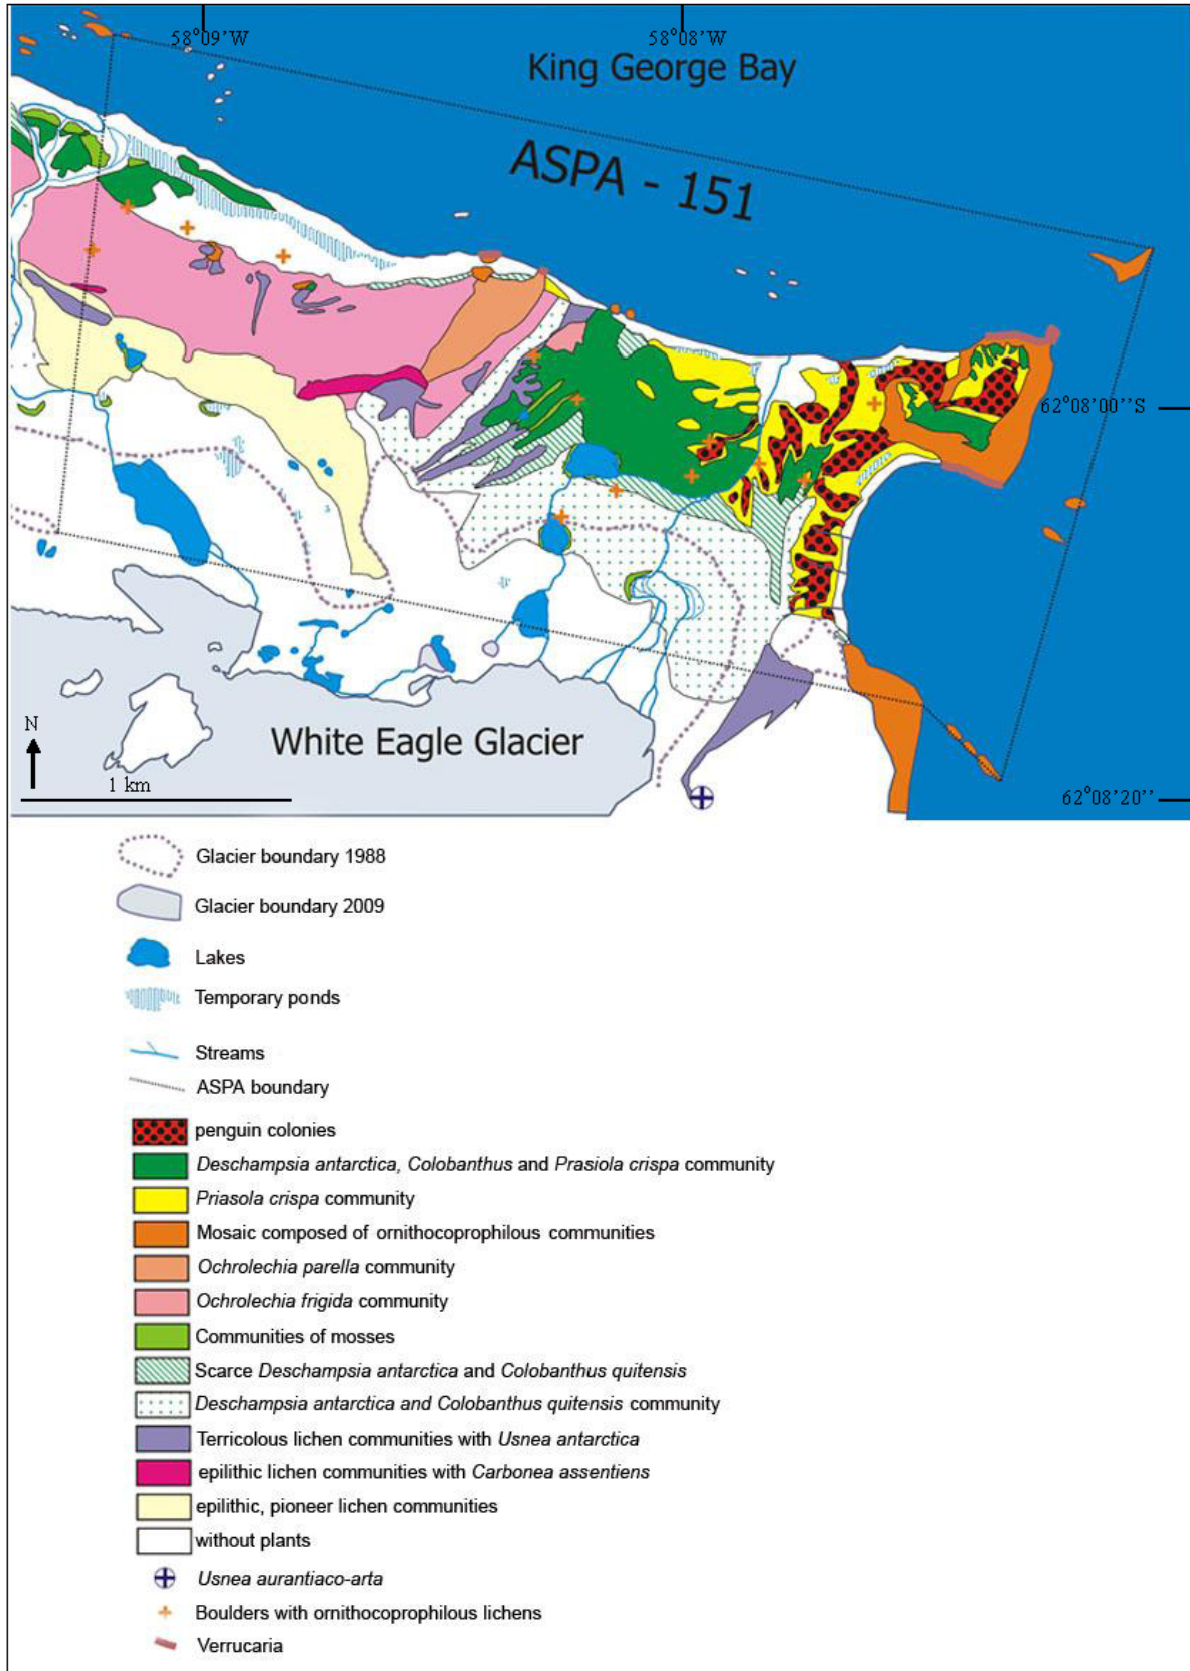 58°09'W
58°08'W
King George Bay
ASPA - 151
62°08'00''S
White Eagle Glacier
N
1 km
62°08'20''
Glacier boundary 1988
Glacier boundary 2009
Lakes
Temporary ponds
Streams
ASPA boundary
penguin colonies
Deschampsia antarctica, Colobanthus and Prasiola crispa community
Priasola crispa community
Mosaic composed of ornithocoprophilous communities
Ochrolechia parella community
Ochrolechia frigida community
Communities of mosses
Scarce Deschampsia antarctica and Colobanthus quitensis
Deschampsia antarctica and Colobanthus quitensis community
Terricolous lichen communities with Usnea antarctica
epilithic lichen communities with Carbonea assentiens
epilithic, pioneer lichen communities
without plants
Usnea aurantiaco-arta
Boulders with ornithocoprophilous lichens
Verrucaria